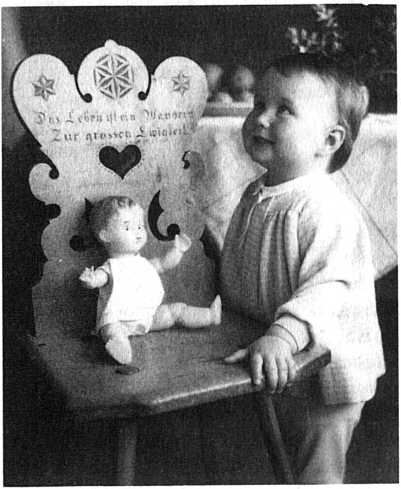 Das Leben ist ein Wandern
Zur grossen Ewigkeit